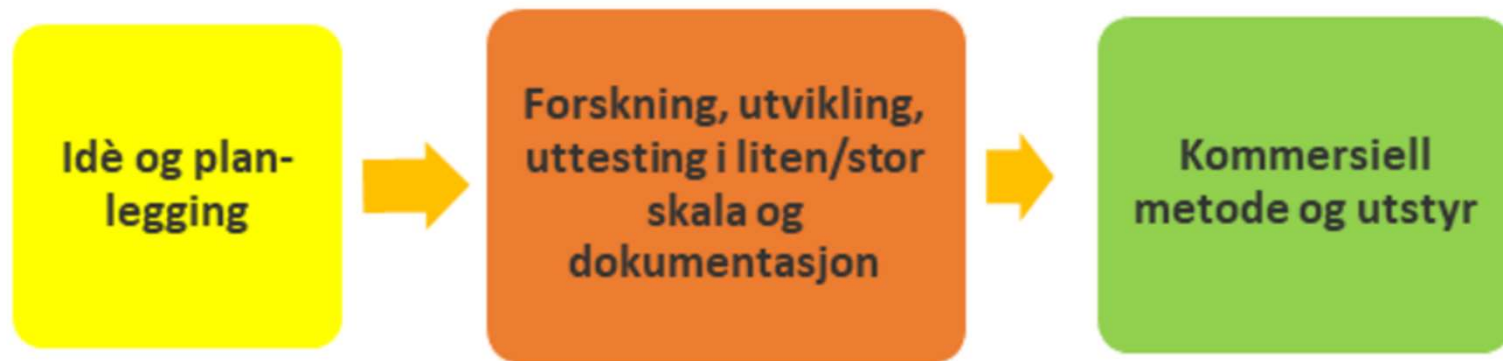 Idè og plan-
legging
Forskning, utvikling,
uttesting i liten/stor
skala og
dokumentasjon
Kommersiell
metode og utstyr